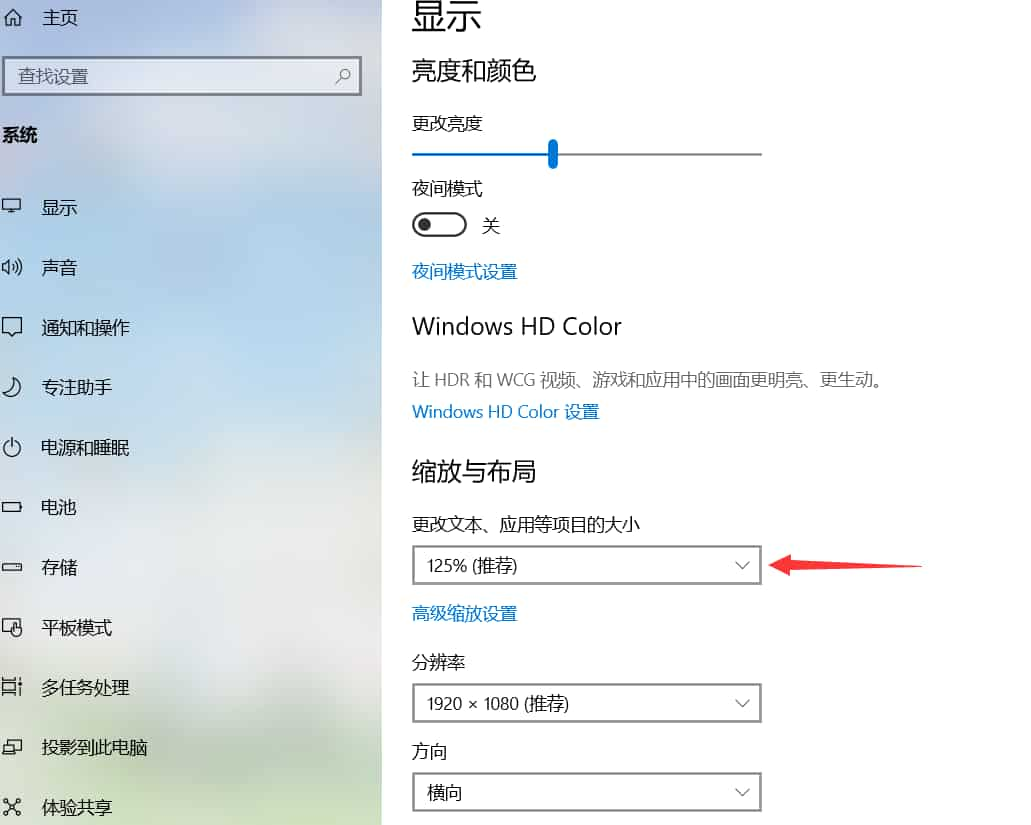 主页
查找设置
系统
显示
声音
通知和操作
专注助手
电源和睡眠
电池
存储
平板模式
多任务处理
投影到此电脑
体验共享
显示
亮度和颜色
更改亮度
夜间模式
关
夜间模式设置
Windows HD Color
让 HDR 和 WCG 视频、游戏和应用中的画面更明亮、更生动。
Windows HD Color 设置
缩放与布局
更改文本、应用等项目的大小
125% (推荐)
高级缩放设置
分辨率
1920 × 1080 (推荐)
方向
横向